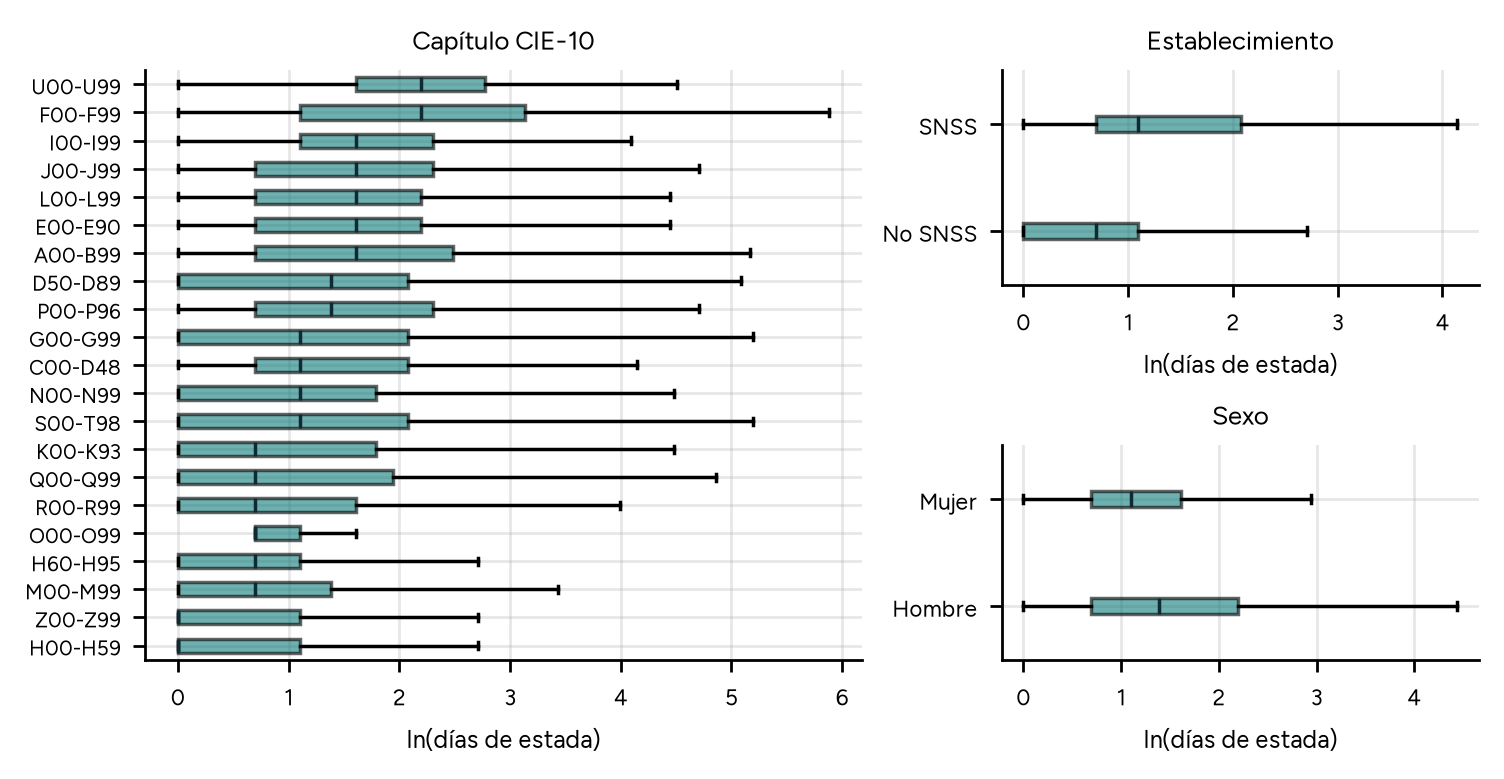 Capítulo CIE-10
U00-U99
F00-F99
I00-I99
J00-J99
L00-L99
E00-E90
A00-B99
D50-D89
P00-P96
G00-G99
C00-D48
N00-N99
S00-T98
K00-K93
Q00-Q99
R00-R99
O00-O99
H60-H95
M00-M99
Z00-Z99
H00-H59
0 1 2 3 4 5 6
ln(días de estada)
Establecimiento
SNSS
No SNSS
0 1 2 3 4
ln(días de estada)
Sexo
Mujer
Hombre
0 1 2 3 4
ln(días de estada)